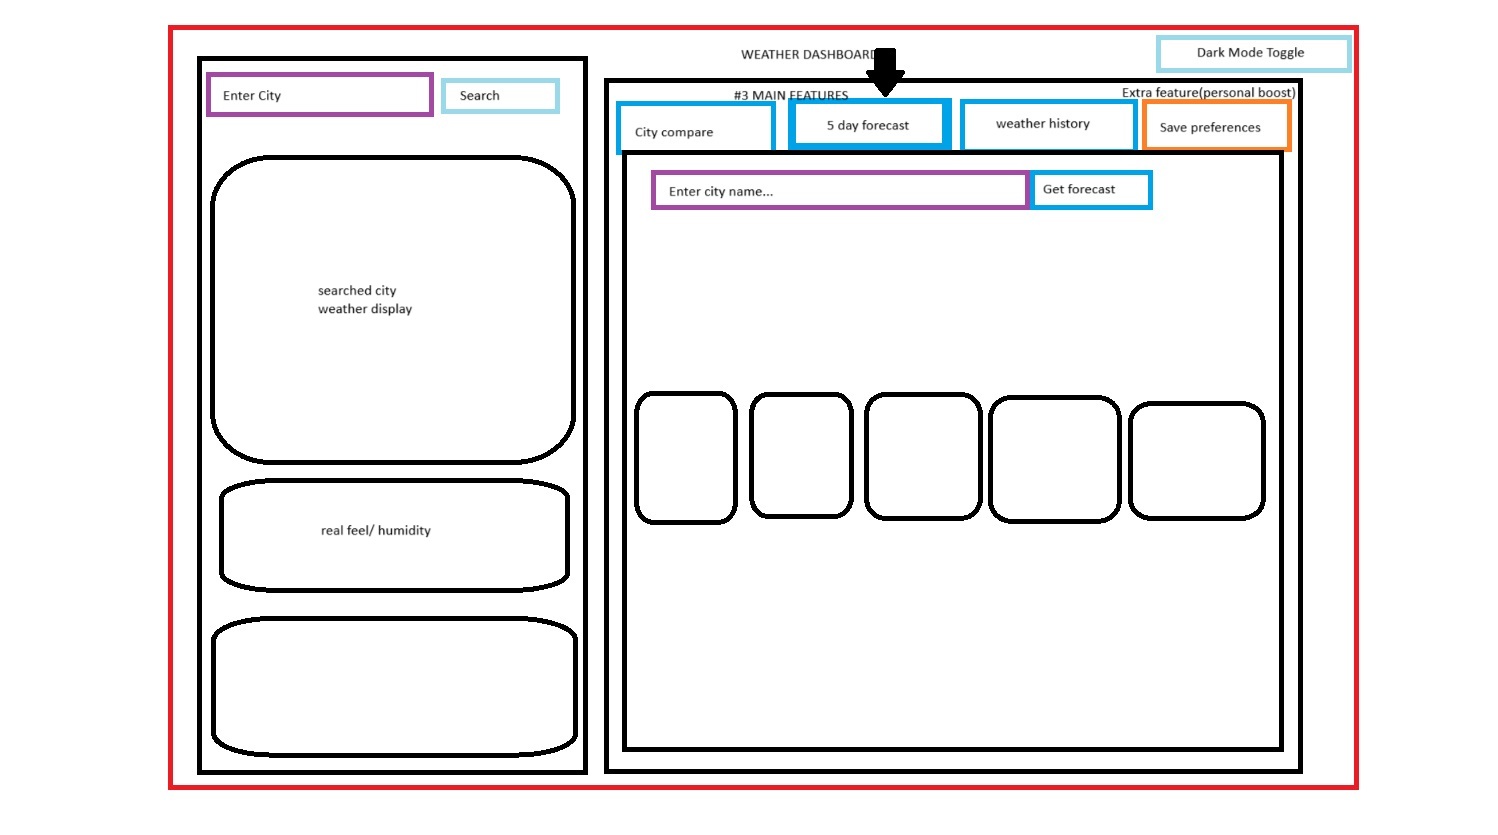 WEATHER DASHBOARD
Dark Mode Toggle
Enter City
Search
#3 MAIN FEATURES
Extra feature(personal boost)
City compare
5 day forecast
weather history
Save preferences
Enter city name...
Get forecast
searched city
weather display
real feel/ humidity